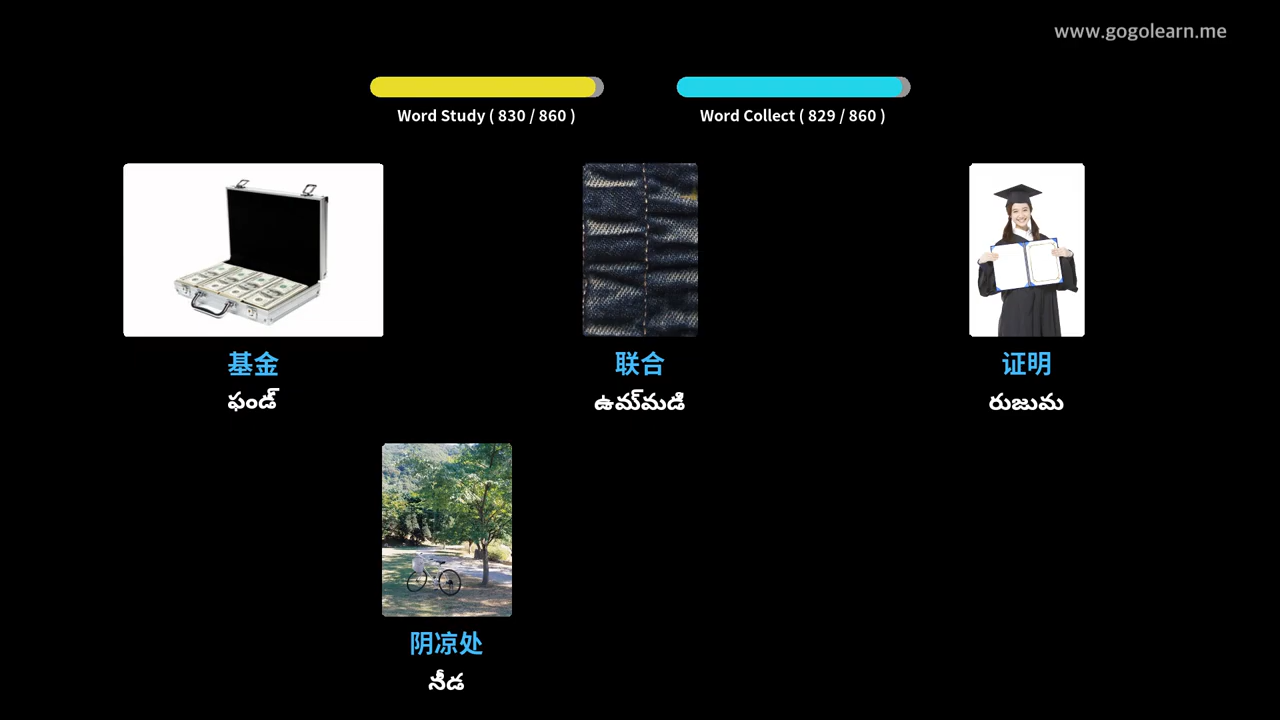 www.gogolearn.me
Word Study ( 830 / 860 )
Word Collect ( 829 / 860 )
基金
ఫండ్
联合
ఉమ్మడి
证明
రుజుమ
阴凉处
నీడ